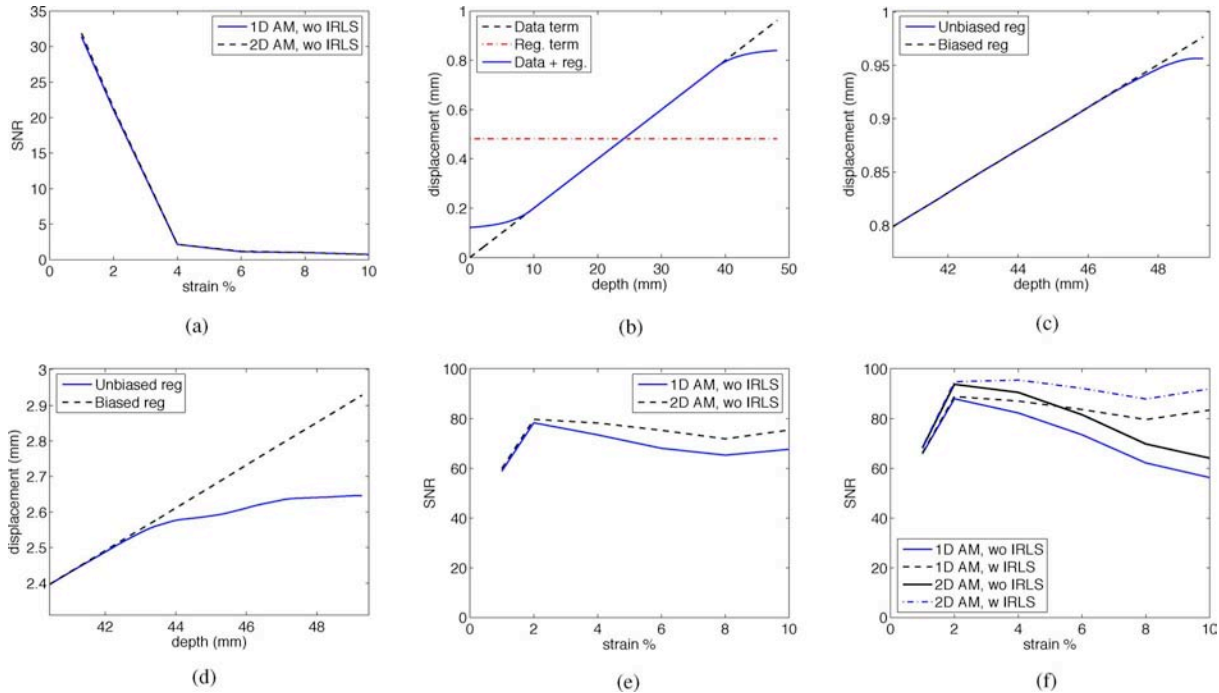 35
30
25
20
15
10
5
0
SNR
0 2 4 6 8 10
strain %
1D AM, wo IRLS
2D AM, wo IRLS
(a)
1
0.8
0.6
0.4
0.2
0
displacement (mm)
0 10 20 30 40 50
depth (mm)
Data term
Reg. term
Data + reg.
(b)
1
0.95
0.9
0.85
0.8
displacement (mm)
42 44 46 48
depth (mm)
Unbiased reg
Biased reg
(c)
3
2.9
2.8
2.7
2.6
2.5
2.4
displacement (mm)
42 44 46 48
depth (mm)
Unbiased reg
Biased reg
(d)
100
80
60
40
20
0
SNR
0 2 4 6 8 10
strain %
1D AM, wo IRLS
2D AM, wo IRLS
(e)
100
80
60
40
20
0
SNR
0 2 4 6 8 10
strain %
1D AM, wo IRLS
1D AM, w IRLS
2D AM, wo IRLS
2D AM, w IRLS
(f)